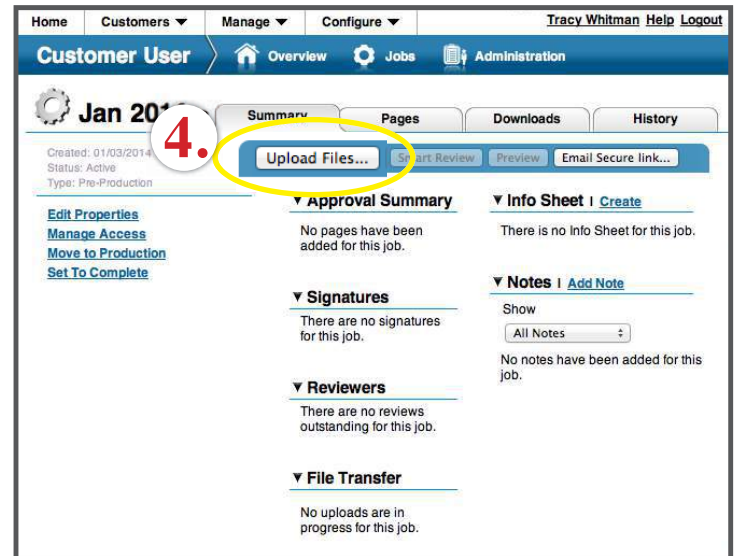 Home Customers ▼ Manage ▼ Configure ▼ Tracy Whitman Help Logout
Customer User Overview Jobs Administration
Jan
4.
Summary Pages Downloads History
Created: 01/03/2014
Status: Active
Type: Pre-Production
Upload Files... Smart Review Preview Email Secure link...
Edit Properties
Manage Access
Move to Production
Set To Complete
▼ Approval Summary
No pages have been
added for this job.
▼ Signatures
There are no signatures
for this job.
▼ Reviewers
There are no reviews
outstanding for this job.
▼ File Transfer
No uploads are in
progress for this job.
▼ Info Sheet | Create
There is no Info Sheet for this job.
▼ Notes | Add Note
Show
All Notes
No notes have been added for this
job.